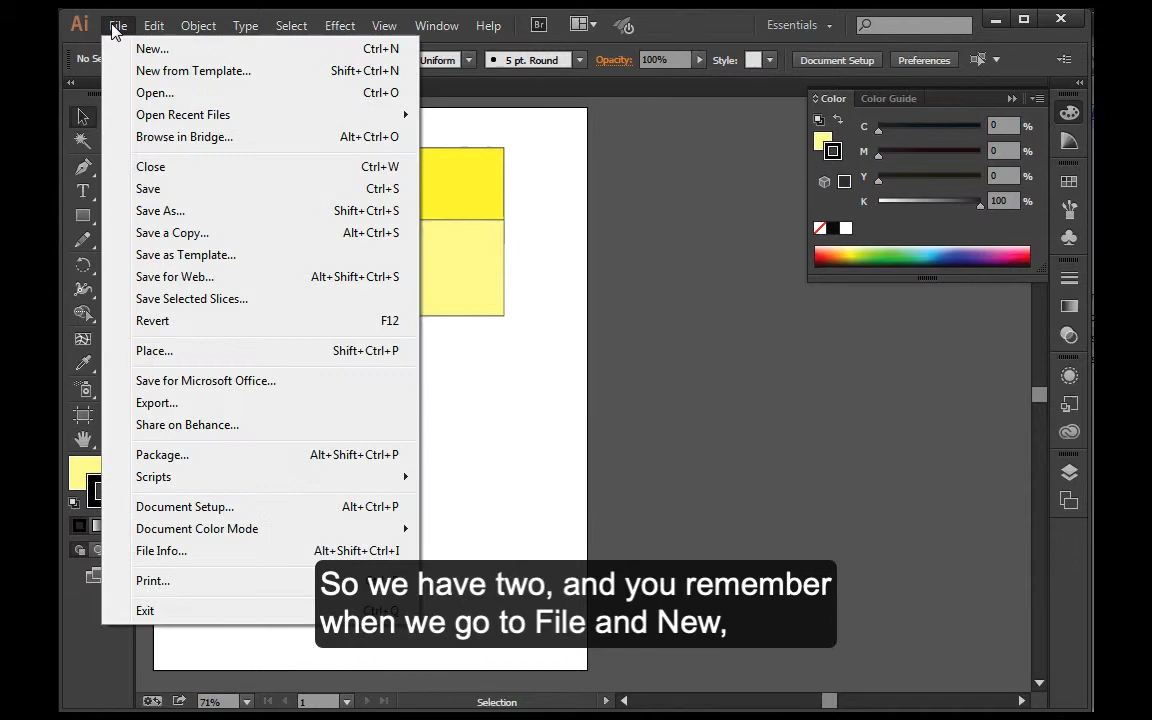 Ai File Edit Object Type Select Effect View Window Help Br Essentials
No Se Uniform 5 pt. Round Opacity: 100% Style: Document Setup Preferences
New... Ctrl+N
New from Template... Shift+Ctrl+N
Open... Ctrl+O
Open Recent Files
Browse in Bridge... Alt+Ctrl+O
Close Ctrl+W
Save Ctrl+S
Save As... Shift+Ctrl+S
Save a Copy... Alt+Ctrl+S
Save as Template...
Save for Web... Alt+Shift+Ctrl+S
Save Selected Slices...
Revert F12
Place... Shift+Ctrl+P
Save for Microsoft Office...
Export...
Share on Behance...
Package... Alt+Shift+Ctrl+P
Scripts
Document Setup... Alt+Ctrl+P
Document Color Mode
File Info... Alt+Shift+Ctrl+I
Print...
Exit
Color Color Guide
C 0 %
M 0 %
Y 0 %
K 100 %
So we have two, and you remember
when we go to File and New,
71% 1 Selection